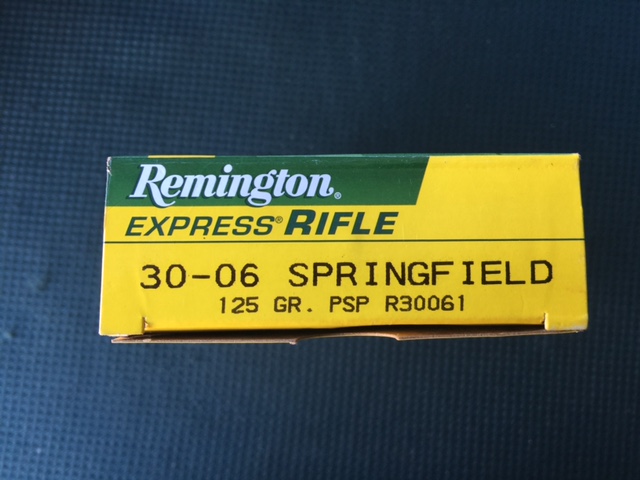 Remington®
EXPRESS® RIFLE
30-06 SPRINGFIELD
125 GR. PSP R30061